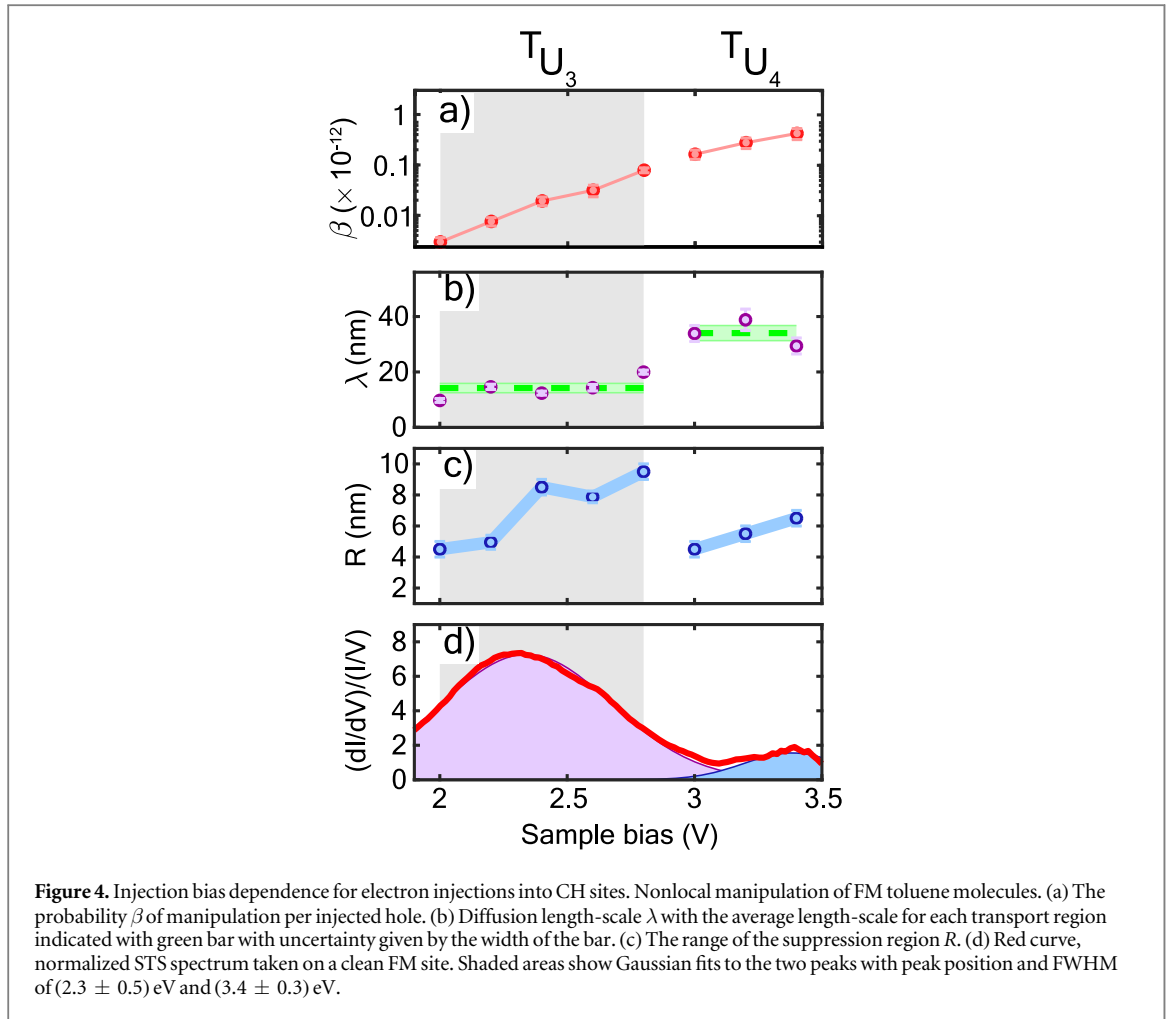 T U3 T U4
a)
1
0.1
0.01
β (× 10-12)
b)
40
20
0
λ (nm)
c)
10
8
6
4
2
R (nm)
d)
8
6
4
2
0
(dI/dV)/(I/V)
2 2.5 3 3.5
Sample bias (V)
Figure 4. Injection bias dependence for electron injections into CH sites. Nonlocal manipulation of FM toluene molecules. (a) The
probability β of manipulation per injected hole. (b) Diffusion length-scale λ with the average length-scale for each transport region
indicated with green bar with uncertainty given by the width of the bar. (c) The range of the suppression region R. (d) Red curve,
normalized STS spectrum taken on a clean FM site. Shaded areas show Gaussian fits to the two peaks with peak position and FWHM
of (2.3 ± 0.5) eV and (3.4 ± 0.3) eV.